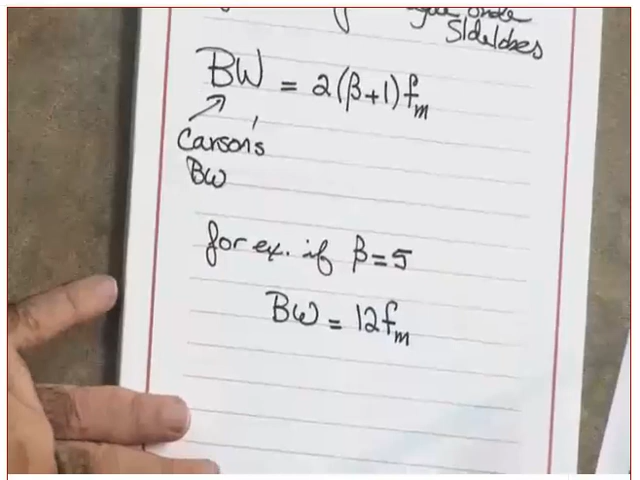 BW = 2(β+1)fm
Carson's
BW
for ex. if β = 5
BW = 12fm